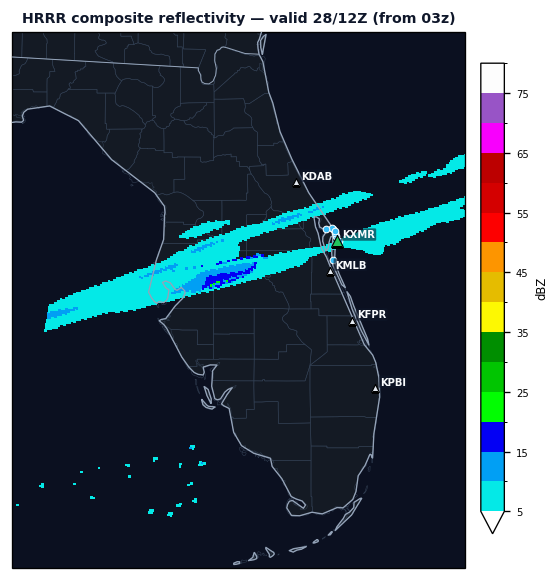 HRRR composite reflectivity — valid 28/12Z (from 03z)
KDAB
KXMR
KMLB
KFPR
KPBI
75
65
55
45
35
25
15
5
dBZ